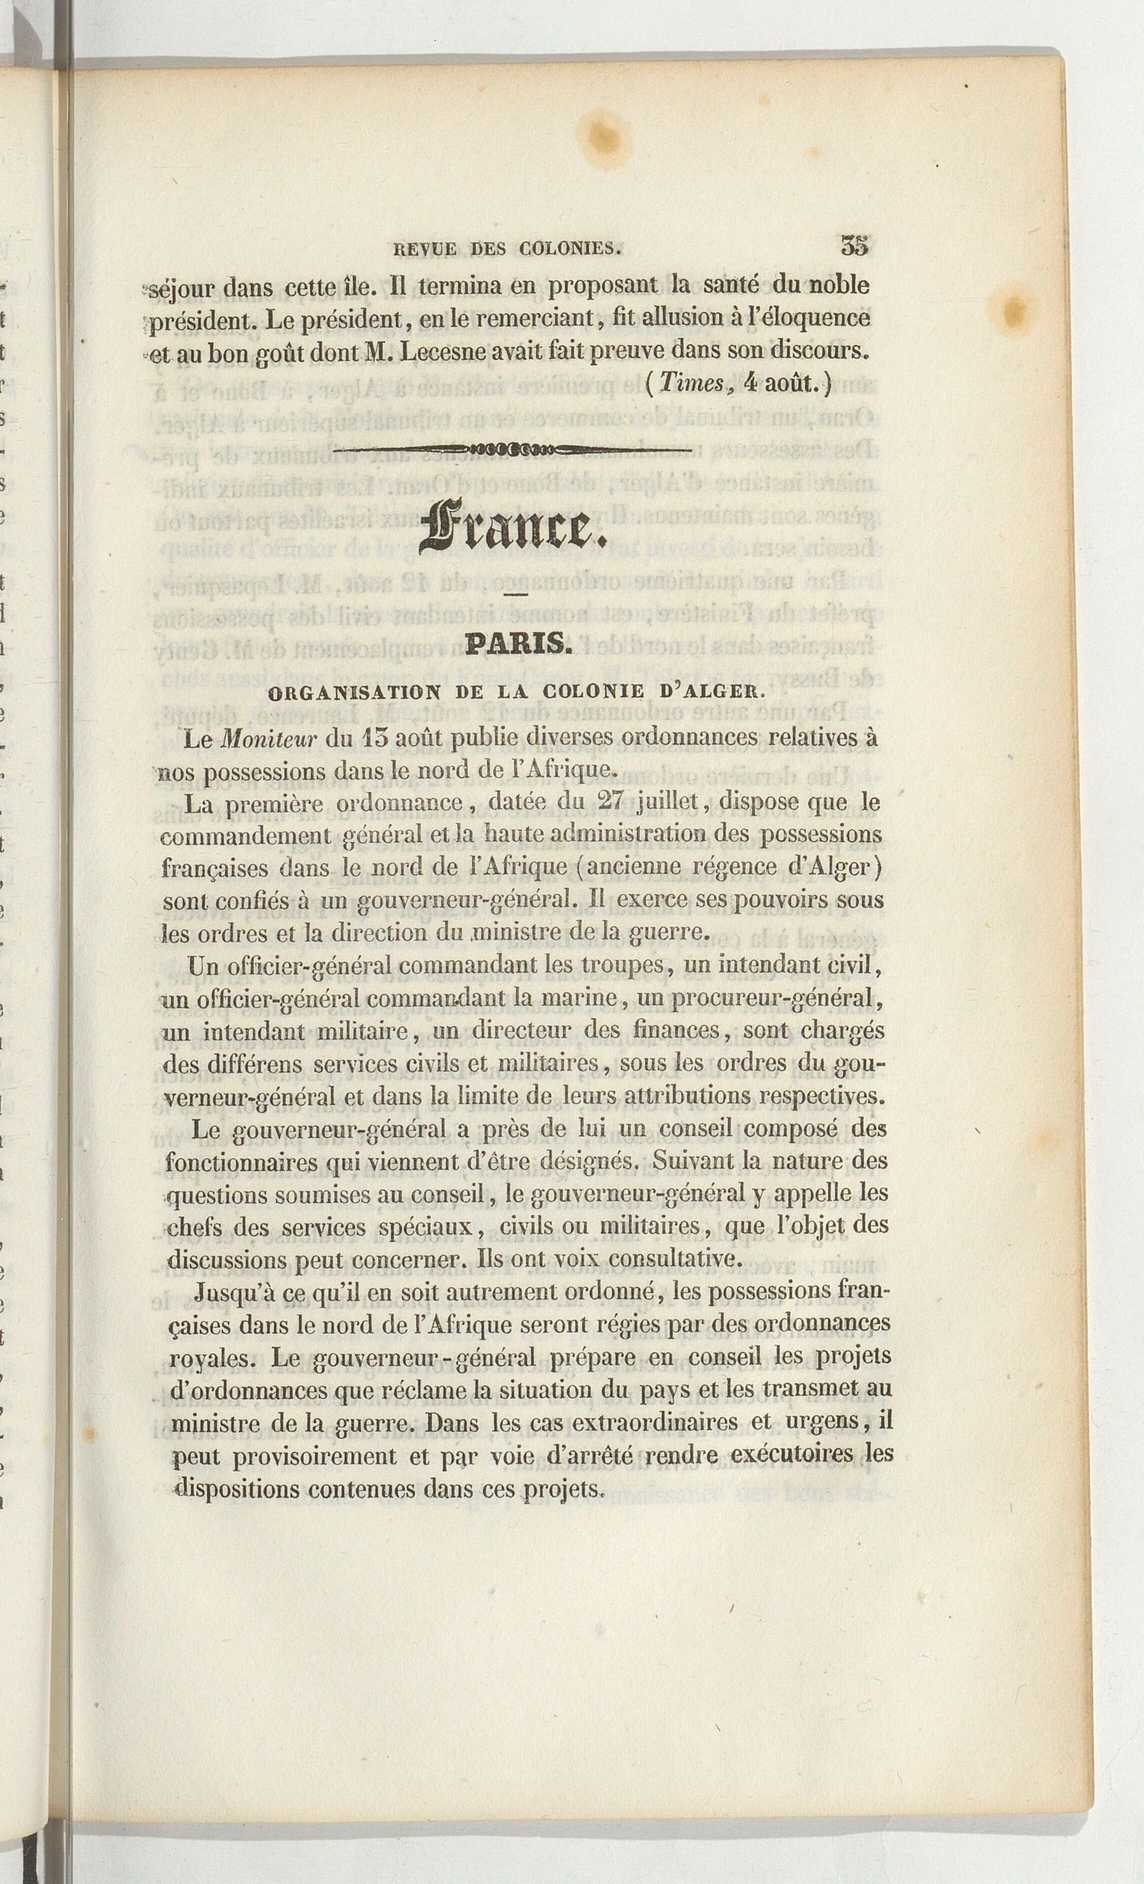 REVUE DES COLONIES. 35
séjour dans cette île. Il termina en proposant la santé du noble
président. Le président, en le remerciant, fit allusion à l'éloquence
et au bon goût dont M. Lecesne avait fait preuve dans son discours.
(Times, 4 août.)
France.
PARIS.
ORGANISATION DE LA COLONIE D'ALGER.
Le Moniteur du 13 août publie diverses ordonnances relatives à
nos possessions dans le nord de l'Afrique.
La première ordonnance, datée du 27 juillet, dispose que le
commandement général et la haute administration des possessions
françaises dans le nord de l'Afrique (ancienne régence d'Alger)
sont confiés à un gouverneur-général. Il exerce ses pouvoirs sous
les ordres et la direction du ministre de la guerre.
Un officier-général commandant les troupes, un intendant civil,
un officier-général commandant la marine, un procureur-général,
un intendant militaire, un directeur des finances, sont chargés
des différens services civils et militaires, sous les ordres du gou-
verneur-général et dans la limite de leurs attributions respectives.
Le gouverneur-général a près de lui un conseil composé des
fonctionnaires qui viennent d'être désignés. Suivant la nature des
questions soumises au conseil, le gouverneur-général y appelle les
chefs des services spéciaux, civils ou militaires, que l'objet des
discussions peut concerner. Ils ont voix consultative.
Jusqu'à ce qu'il en soit autrement ordonné, les possessions fran-
çaises dans le nord de l'Afrique seront régies par des ordonnances
royales. Le gouverneur-général prépare en conseil les projets
d'ordonnances que réclame la situation du pays et les transmet au
ministre de la guerre. Dans les cas extraordinaires et urgens, il
peut provisoirement et par voie d'arrêté rendre exécutoires les
dispositions contenues dans ces projets.